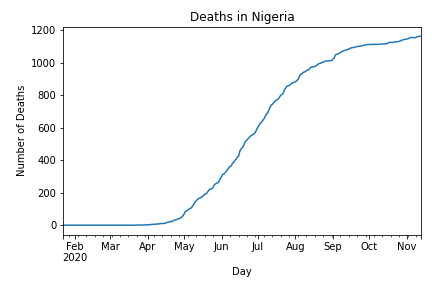 Deaths in Nigeria
1200
1000
800
600
400
200
0
Number of Deaths
Feb Mar Apr May Jun Jul Aug Sep Oct Nov
2020
Day